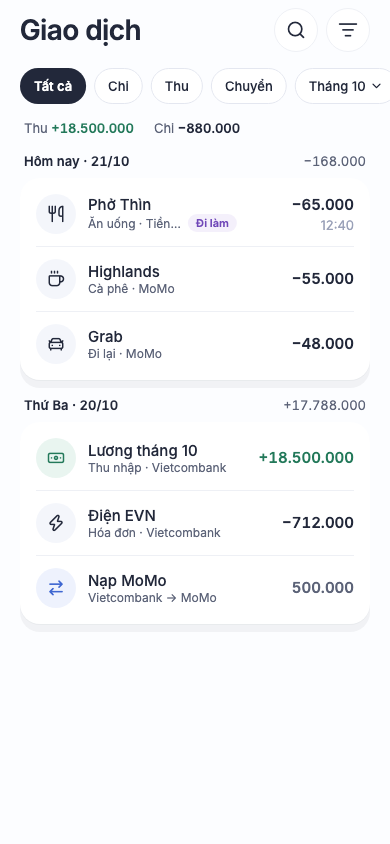 Giao dịch
Tất cả Chi Thu Chuyển Tháng 10
Thu +18.500.000 Chi −880.000
Hôm nay · 21/10 −168.000
Phở Thìn −65.000
Ăn uống · Tiền... Đi làm 12:40
Highlands −55.000
Cà phê · MoMo
Grab −48.000
Đi lại · MoMo
Thứ Ba · 20/10 +17.788.000
Lương tháng 10 +18.500.000
Thu nhập · Vietcombank
Điện EVN −712.000
Hóa đơn · Vietcombank
Nạp MoMo 500.000
Vietcombank → MoMo